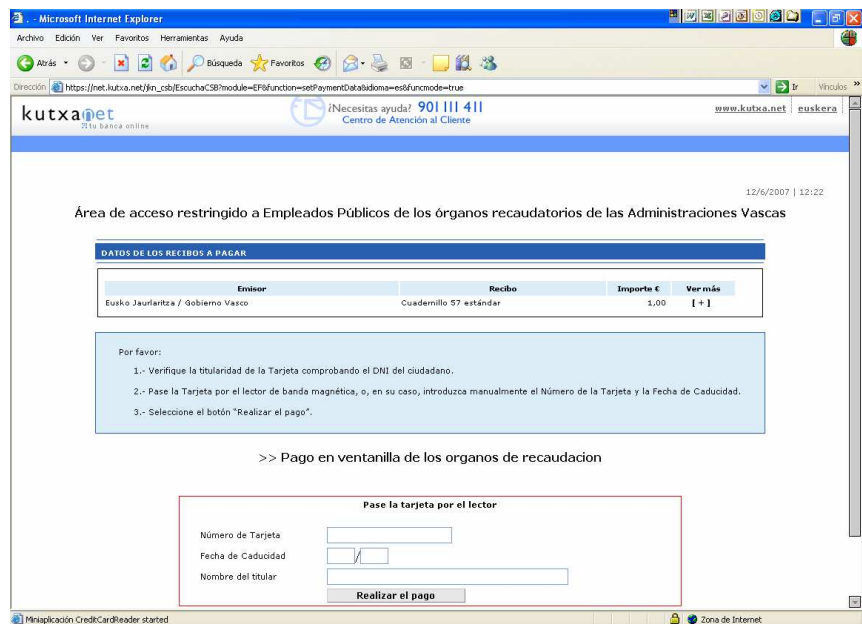 . - Microsoft Internet Explorer
Archivo Edición Ver Favoritos Herramientas Ayuda
Atrás Búsqueda Favoritos
Dirección https://net.kutxa.net/jkn_csb/EscuchaCSB?module=EF&function=setPaymentData&idioma=es&funcmode=true Ir Vínculos »
kutxanet
tu banca online
¿Necesitas ayuda? 901 111 411
Centro de Atención al Cliente
www.kutxa.net euskera
12/6/2007 | 12:22
Área de acceso restringido a Empleados Públicos de los órganos recaudatorios de las Administraciones Vascas
DATOS DE LOS RECIBOS A PAGAR
Emisor Recibo Importe € Ver más
Eusko Jaurlaritza / Gobierno Vasco Cuadernillo 57 estándar 1,00 [ + ]
Por favor:
1.- Verifique la titularidad de la Tarjeta comprobando el DNI del ciudadano.
2.- Pase la Tarjeta por el lector de banda magnética, o, en su caso, introduzca manualmente el Número de la Tarjeta y la Fecha de Caducidad.
3.- Seleccione el botón "Realizar el pago".
>> Pago en ventanilla de los organos de recaudacion
Pase la tarjeta por el lector
Número de Tarjeta
Fecha de Caducidad /
Nombre del titular
Realizar el pago
Miniaplicación CreditCardReader started Zona de Internet